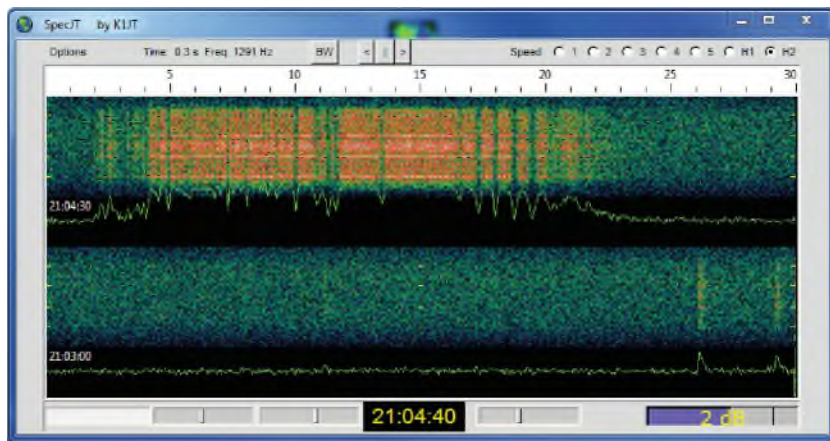 SpecJT by K1JT
Options Time: 0.3 s Freq: 1291 Hz BW < || > Speed 1 2 3 4 5 H1 H2
5 10 15 20 25 30
21:04:30
21:03:00
21:04:40 2 dB